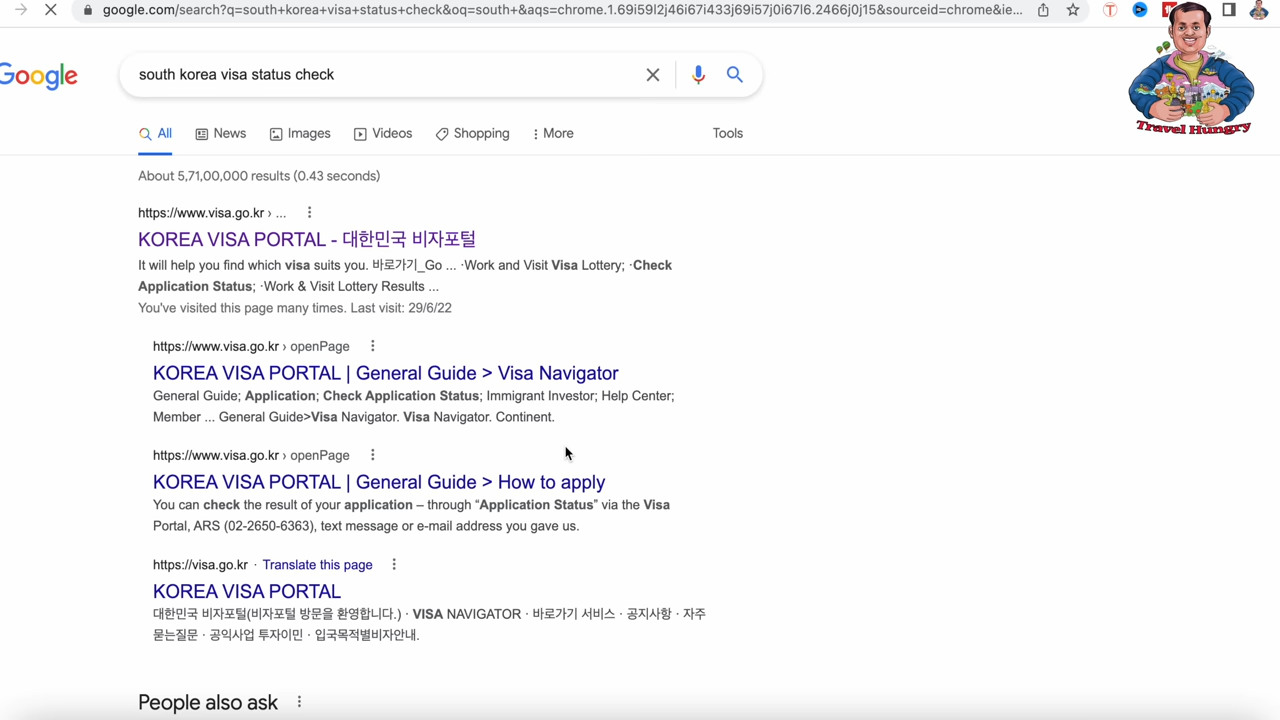 google.com/search?q=south+korea+visa+status+check&oq=south+&aqs=chrome.1.69i59l2j46i67i433j69i57j0i67l6.2466j0j15&sourceid=chrome&ie...
Google
south korea visa status check
Travel Hungry
All
News
Images
Videos
Shopping
More
Tools
About 5,71,00,000 results (0.43 seconds)
https://www.visa.go.kr › ...
KOREA VISA PORTAL - 대한민국 비자포털
It will help you find which visa suits you. 바로가기_Go ... ·Work and Visit Visa Lottery; ·Check
Application Status; ·Work & Visit Lottery Results ...
You've visited this page many times. Last visit: 29/6/22
https://www.visa.go.kr › openPage
KOREA VISA PORTAL | General Guide > Visa Navigator
General Guide; Application; Check Application Status; Immigrant Investor; Help Center;
Member ... General Guide>Visa Navigator. Visa Navigator. Continent.
https://www.visa.go.kr › openPage
KOREA VISA PORTAL | General Guide > How to apply
You can check the result of your application – through “Application Status” via the Visa
Portal, ARS (02-2650-6363), text message or e-mail address you gave us.
https://visa.go.kr · Translate this page
KOREA VISA PORTAL
대한민국 비자포털(비자포털 방문을 환영합니다.) · VISA NAVIGATOR · 바로가기 서비스 · 공지사항 · 자주
묻는질문 · 공익사업 투자이민 · 입국목적별비자안내.
People also ask